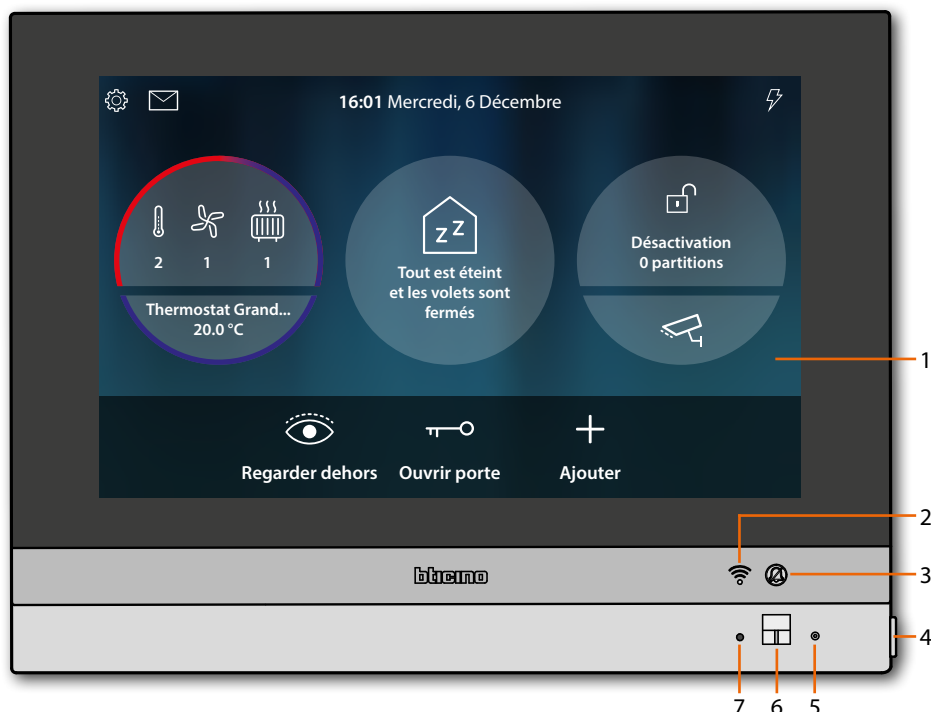 16:01 Mercredi, 6 Décembre
2 1 1
Thermostat Grand...
20.0 °C
z Z
Tout est éteint
et les volets sont
fermés
Désactivation
0 partitions
Regarder dehors
Ouvrir porte
Ajouter
bticino
1
2
3
4
7 6 5